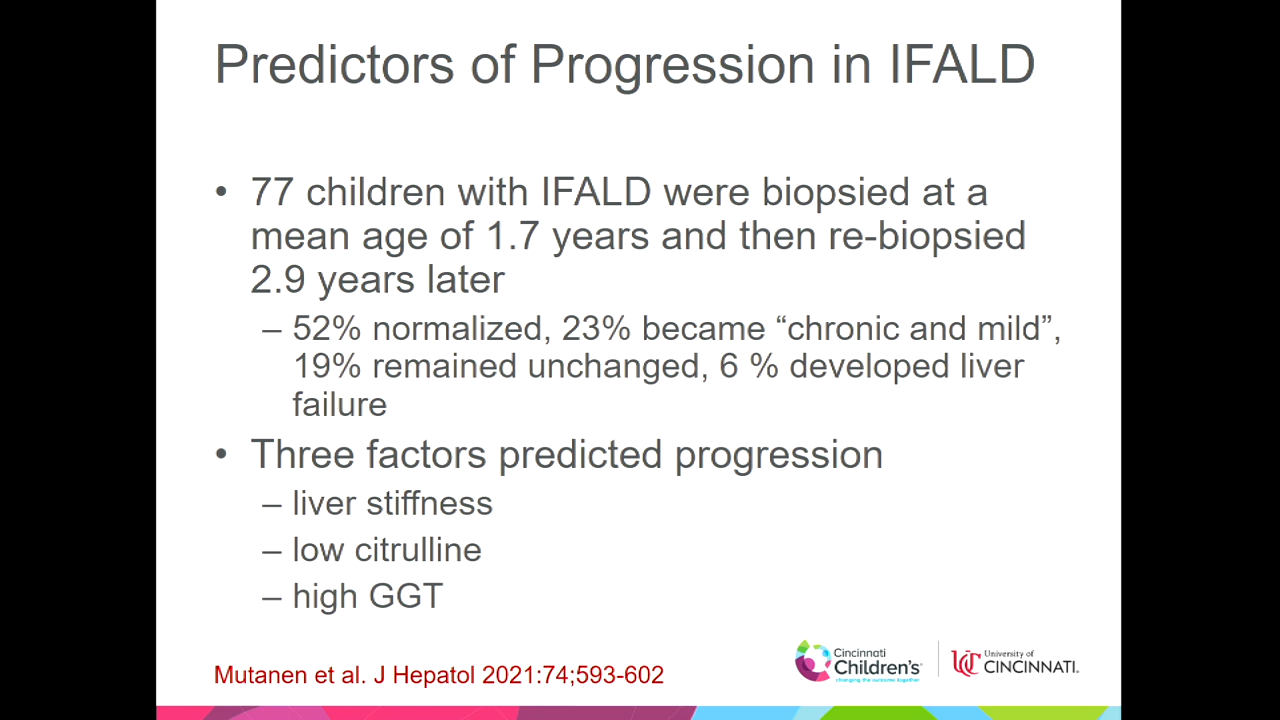 Predictors of Progression in IFALD
• 77 children with IFALD were biopsied at a
mean age of 1.7 years and then re-biopsied
2.9 years later
– 52% normalized, 23% became “chronic and mild”,
19% remained unchanged, 6 % developed liver
failure
• Three factors predicted progression
– liver stiffness
– low citrulline
– high GGT
Mutanen et al. J Hepatol 2021:74;593-602
Cincinnati
Children's
changing the outcome together
University of
CINCINNATI.